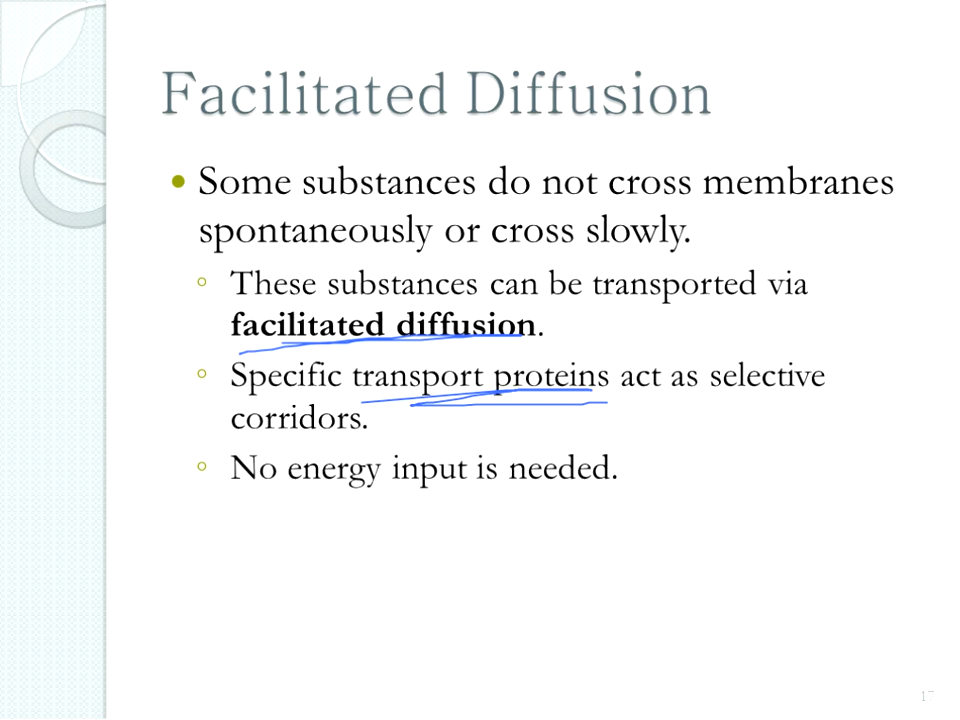 Facilitated Diffusion
Some substances do not cross membranes
spontaneously or cross slowly.
These substances can be transported via
facilitated diffusion.
Specific transport proteins act as selective
corridors.
No energy input is needed.
17